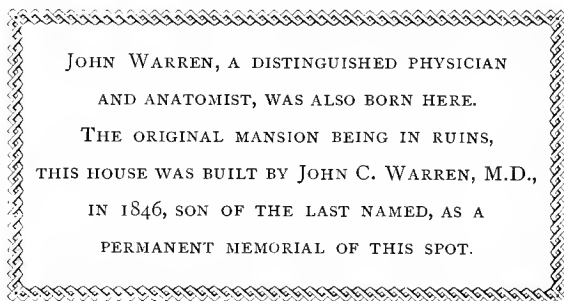 John Warren, a distinguished physician
and anatomist, was also born here.
The original mansion being in ruins,
this house was built by John C. Warren, M.D.,
in 1846, son of the last named, as a
permanent memorial of this spot.